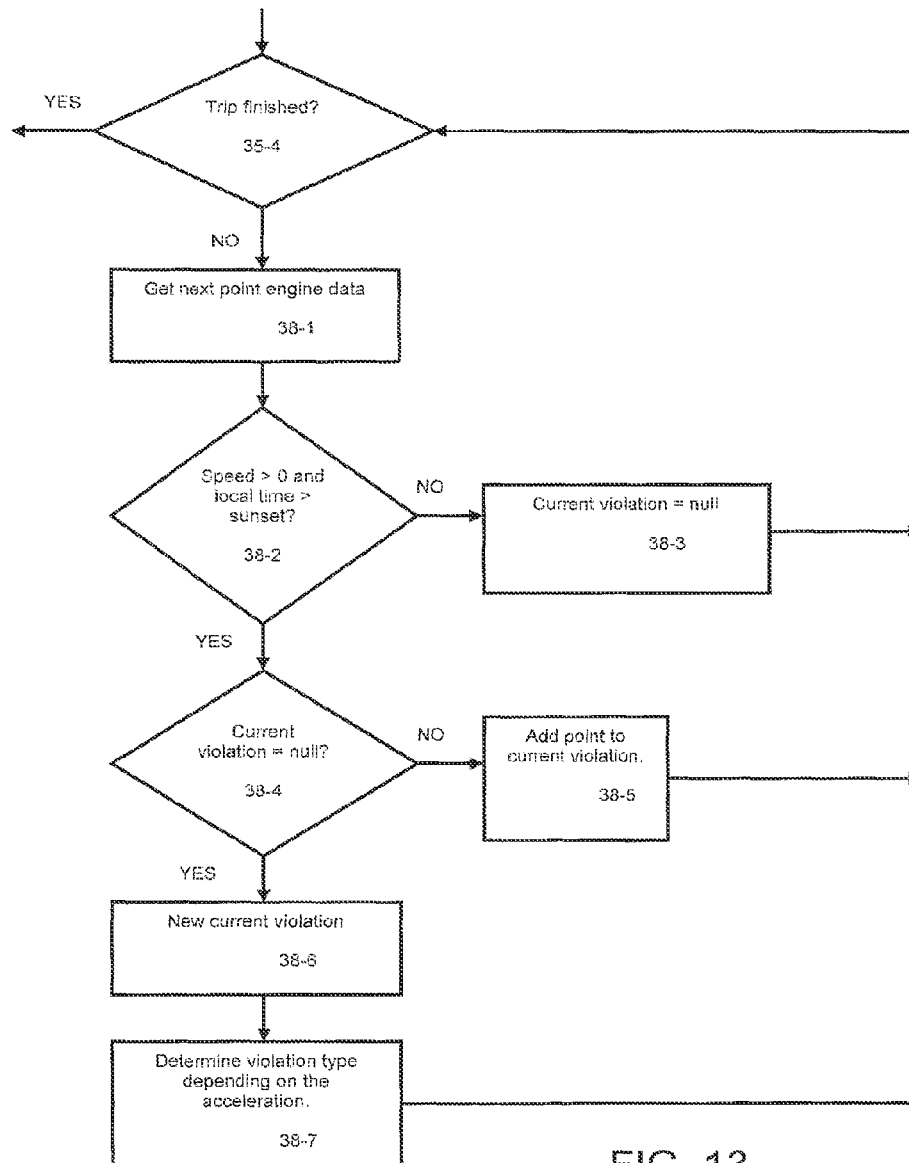 YES
Trip finished?
35-4
NO
Get next point engine data
38-1
Speed > 0 and
local time >
sunset?
38-2
NO
Current violation = null
38-3
YES
Current
violation = null?
38-4
NO
Add point to
current violation.
38-5
YES
New current violation
38-6
Determine violation type
depending on the
acceleration.
38-7
FIG. 13